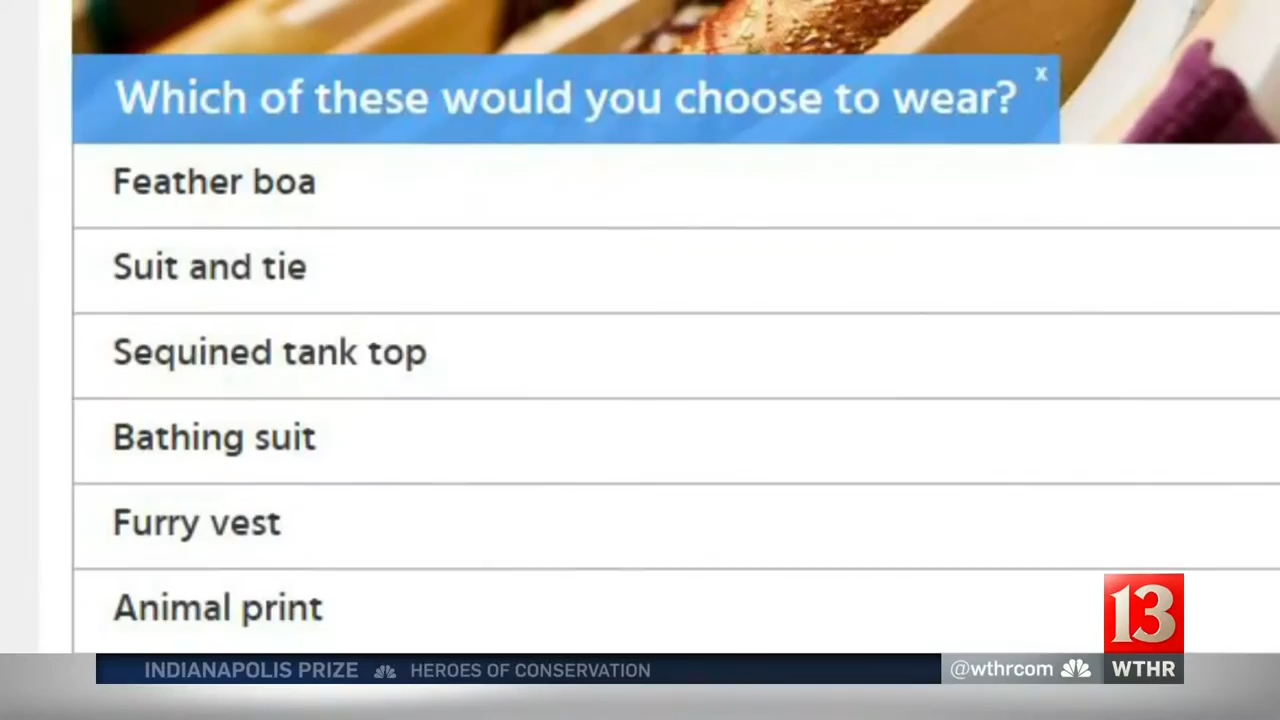 Which of these would you choose to wear?
x
Feather boa
Suit and tie
Sequined tank top
Bathing suit
Furry vest
Animal print
13
INDIANAPOLIS PRIZE HEROES OF CONSERVATION @wthrcom WTHR